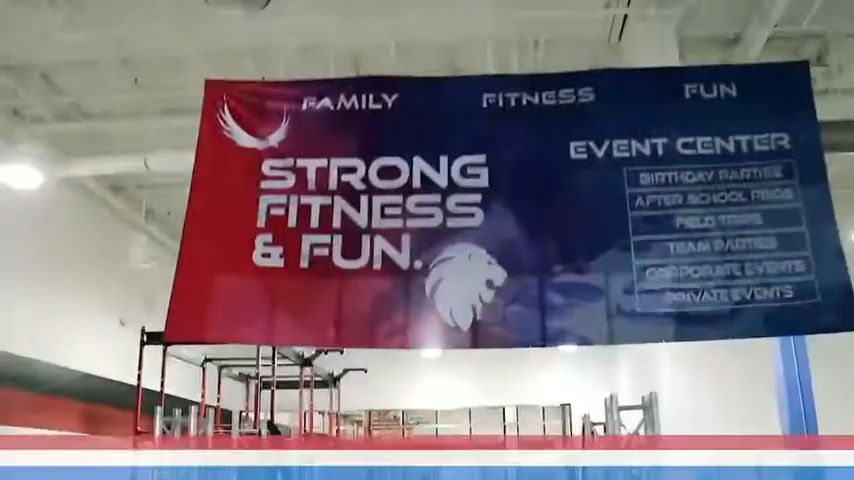 FAMILY FITNESS FUN
STRONG
FITNESS
& FUN.
EVENT CENTER
BIRTHDAY PARTIES
AFTER SCHOOL PRGS
FIELD TRIPS
TEAM PARTIES
CORPORATE EVENTS
PRIVATE EVENTS